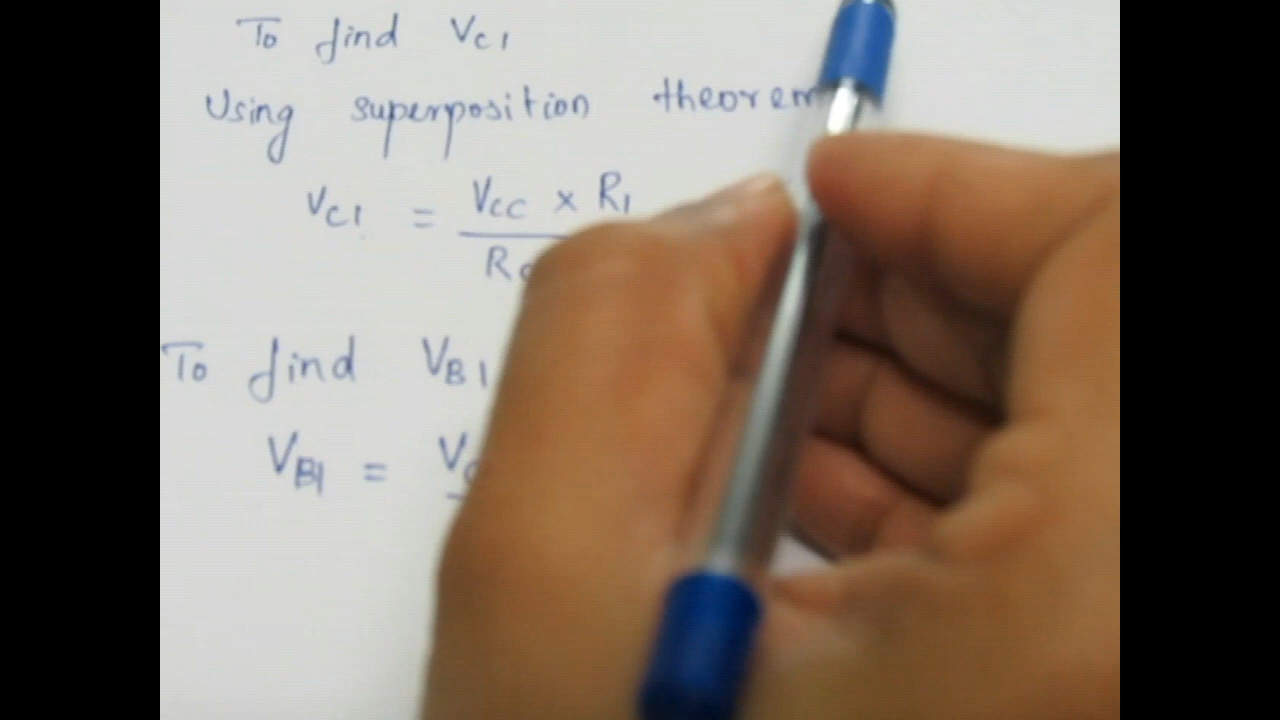 To find VC1
Using superposition theorem
VC1 = VCC × R1
To find VB1
VB1 =